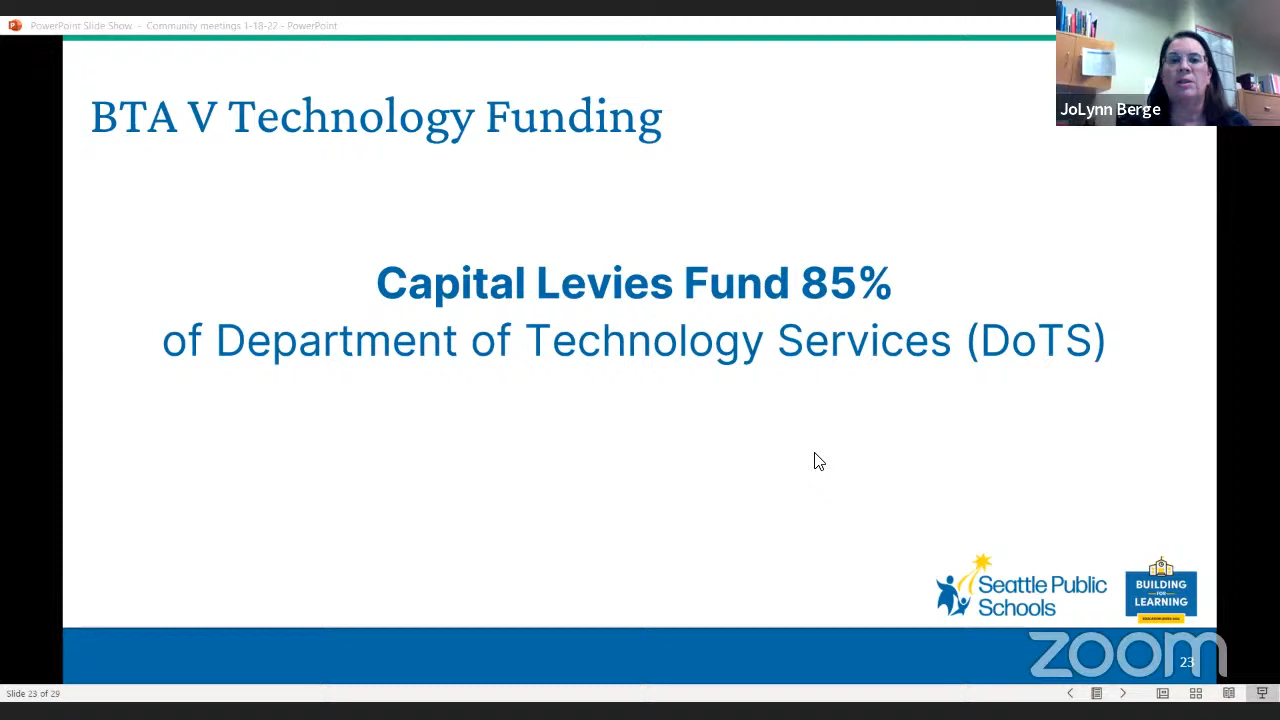 PowerPoint Slide Show - Community meetings 1-18-22 - PowerPoint
JoLynn Berge
BTA V Technology Funding
Capital Levies Fund 85%
of Department of Technology Services (DoTS)
Seattle Public
Schools
BUILDING
FOR
LEARNING
zoom
23
Slide 23 of 29